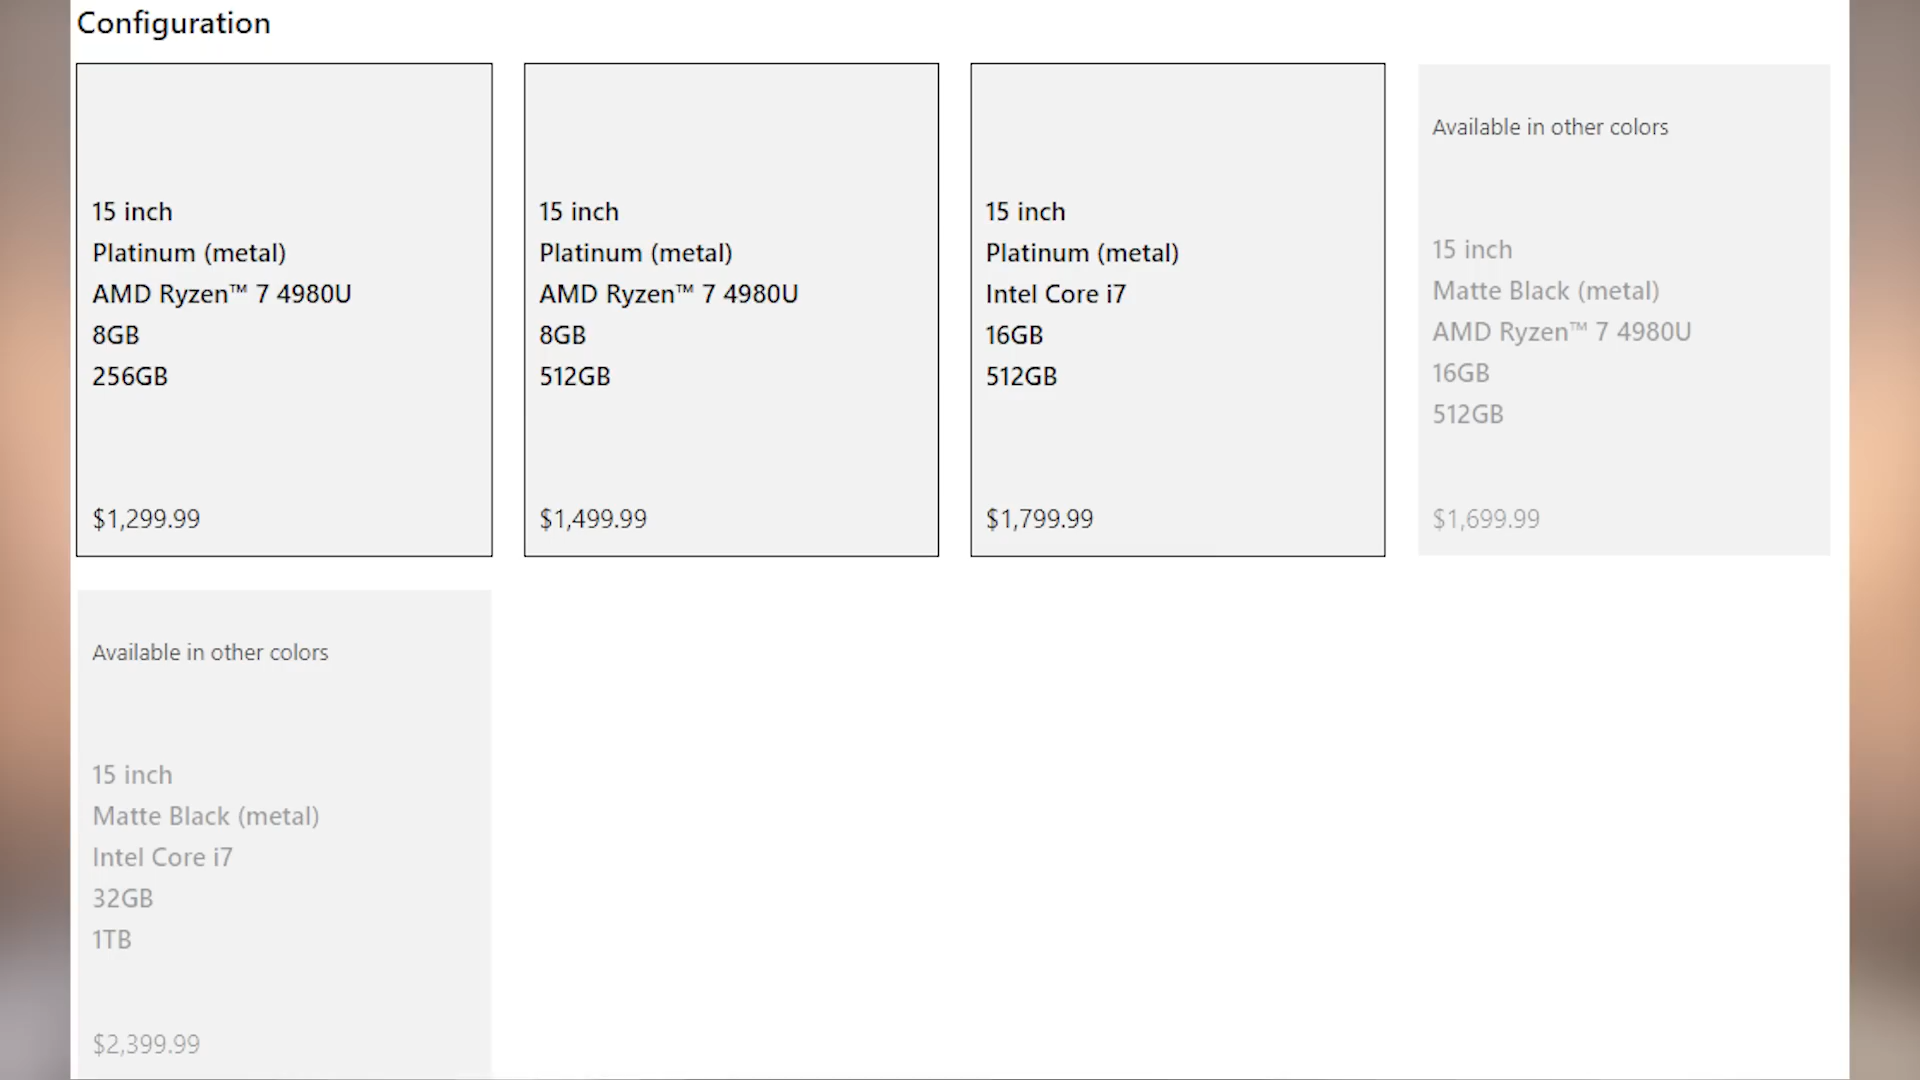 Configuration
15 inch
Platinum (metal)
AMD Ryzen™ 7 4980U
8GB
256GB
$1,299.99
15 inch
Platinum (metal)
AMD Ryzen™ 7 4980U
8GB
512GB
$1,499.99
15 inch
Platinum (metal)
Intel Core i7
16GB
512GB
$1,799.99
Available in other colors
15 inch
Matte Black (metal)
AMD Ryzen™ 7 4980U
16GB
512GB
$1,699.99
Available in other colors
15 inch
Matte Black (metal)
Intel Core i7
32GB
1TB
$2,399.99